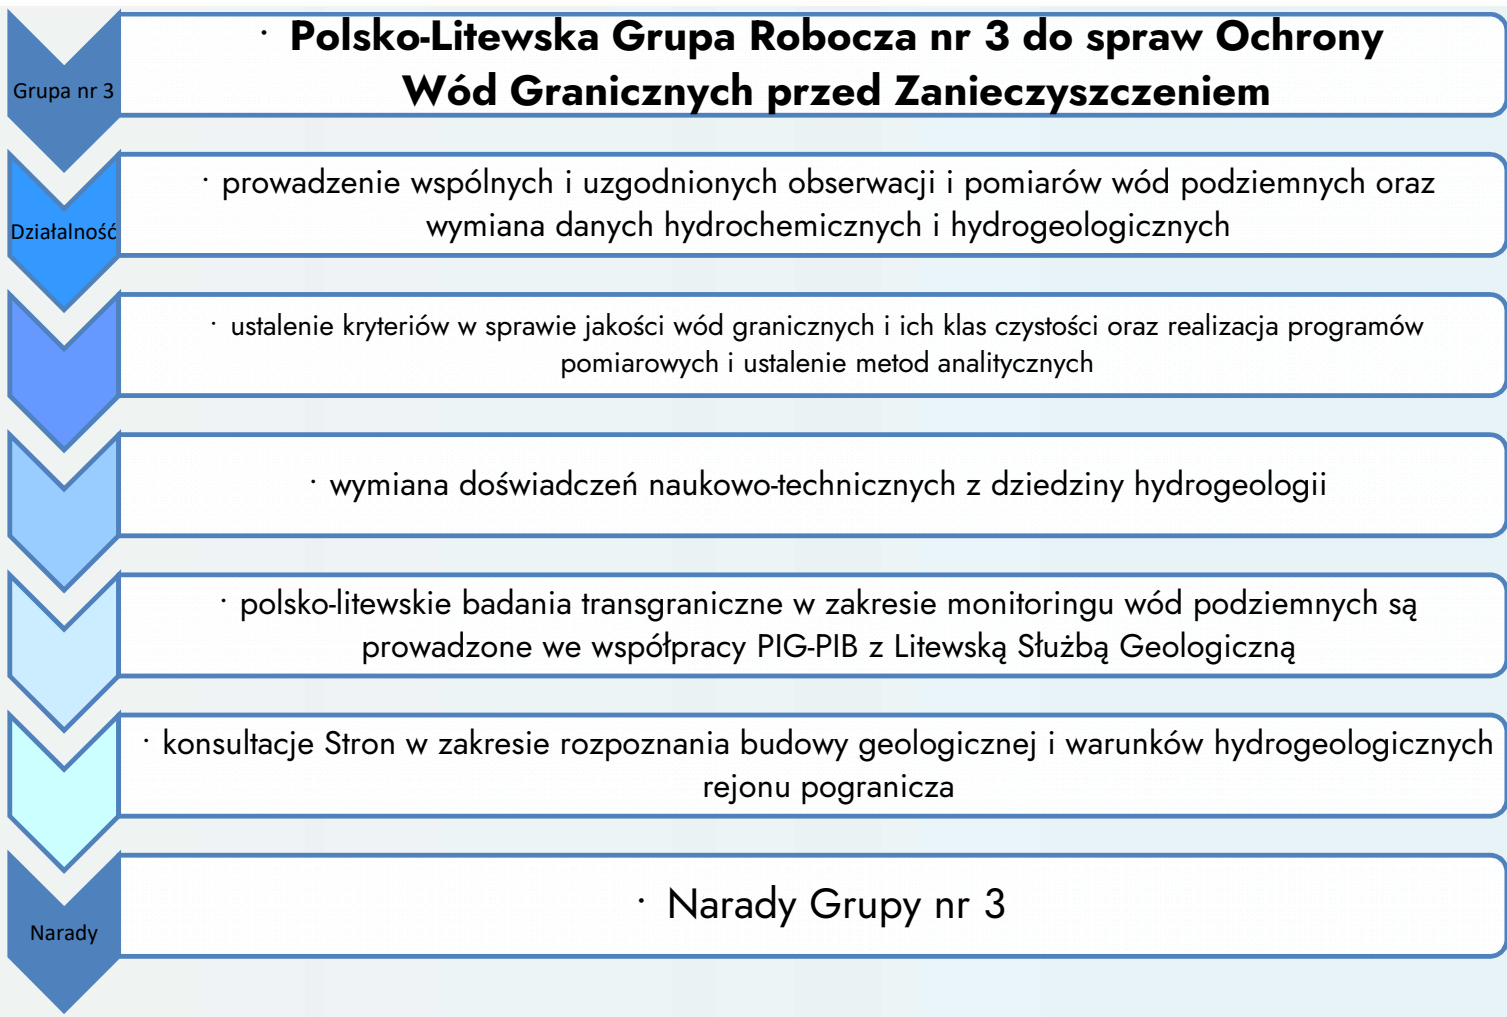 Grupa nr 3
· Polsko-Litewska Grupa Robocza nr 3 do spraw Ochrony
Wód Granicznych przed Zanieczyszczeniem
Działalność
· prowadzenie wspólnych i uzgodnionych obserwacji i pomiarów wód podziemnych oraz
wymiana danych hydrochemicznych i hydrogeologicznych
· ustalenie kryteriów w sprawie jakości wód granicznych i ich klas czystości oraz realizacja programów
pomiarowych i ustalenie metod analitycznych
· wymiana doświadczeń naukowo-technicznych z dziedziny hydrogeologii
· polsko-litewskie badania transgraniczne w zakresie monitoringu wód podziemnych są
prowadzone we współpracy PIG-PIB z Litewską Służbą Geologiczną
· konsultacje Stron w zakresie rozpoznania budowy geologicznej i warunków hydrogeologicznych
rejonu pogranicza
Narady
· Narady Grupy nr 3